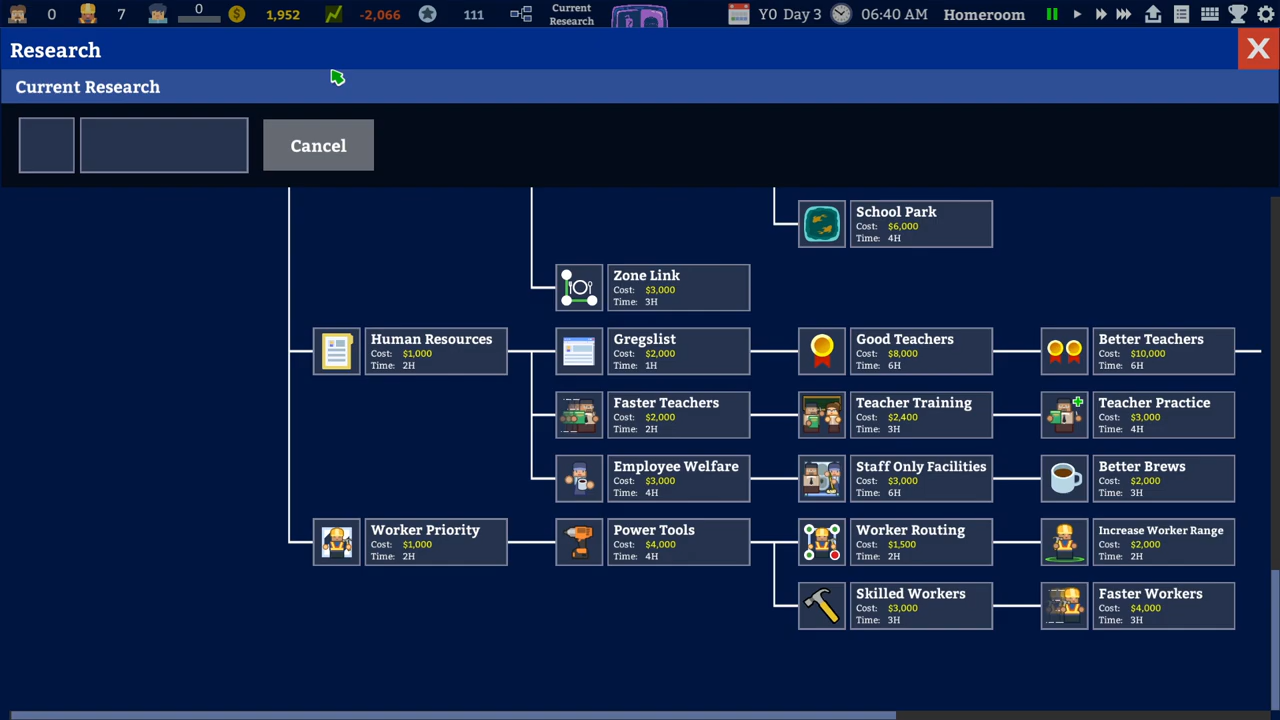 0 7 0 1,952 -2,066 111 Current Research Y0 Day 3 06:40 AM Homeroom
Research X
Current Research
Cancel
School Park
Cost: $6,000
Time: 4H
Zone Link
Cost: $3,000
Time: 3H
Human Resources
Cost: $1,000
Time: 2H
Gregslist
Cost: $2,000
Time: 1H
Good Teachers
Cost: $8,000
Time: 6H
Better Teachers
Cost: $10,000
Time: 6H
Faster Teachers
Cost: $2,000
Time: 2H
Teacher Training
Cost: $2,400
Time: 3H
Teacher Practice
Cost: $3,000
Time: 4H
Employee Welfare
Cost: $3,000
Time: 4H
Staff Only Facilities
Cost: $3,000
Time: 6H
Better Brews
Cost: $2,000
Time: 3H
Worker Priority
Cost: $1,000
Time: 2H
Power Tools
Cost: $4,000
Time: 4H
Worker Routing
Cost: $1,500
Time: 2H
Increase Worker Range
Cost: $2,000
Time: 3H
Skilled Workers
Cost: $3,000
Time: 3H
Faster Workers
Cost: $4,000
Time: 3H